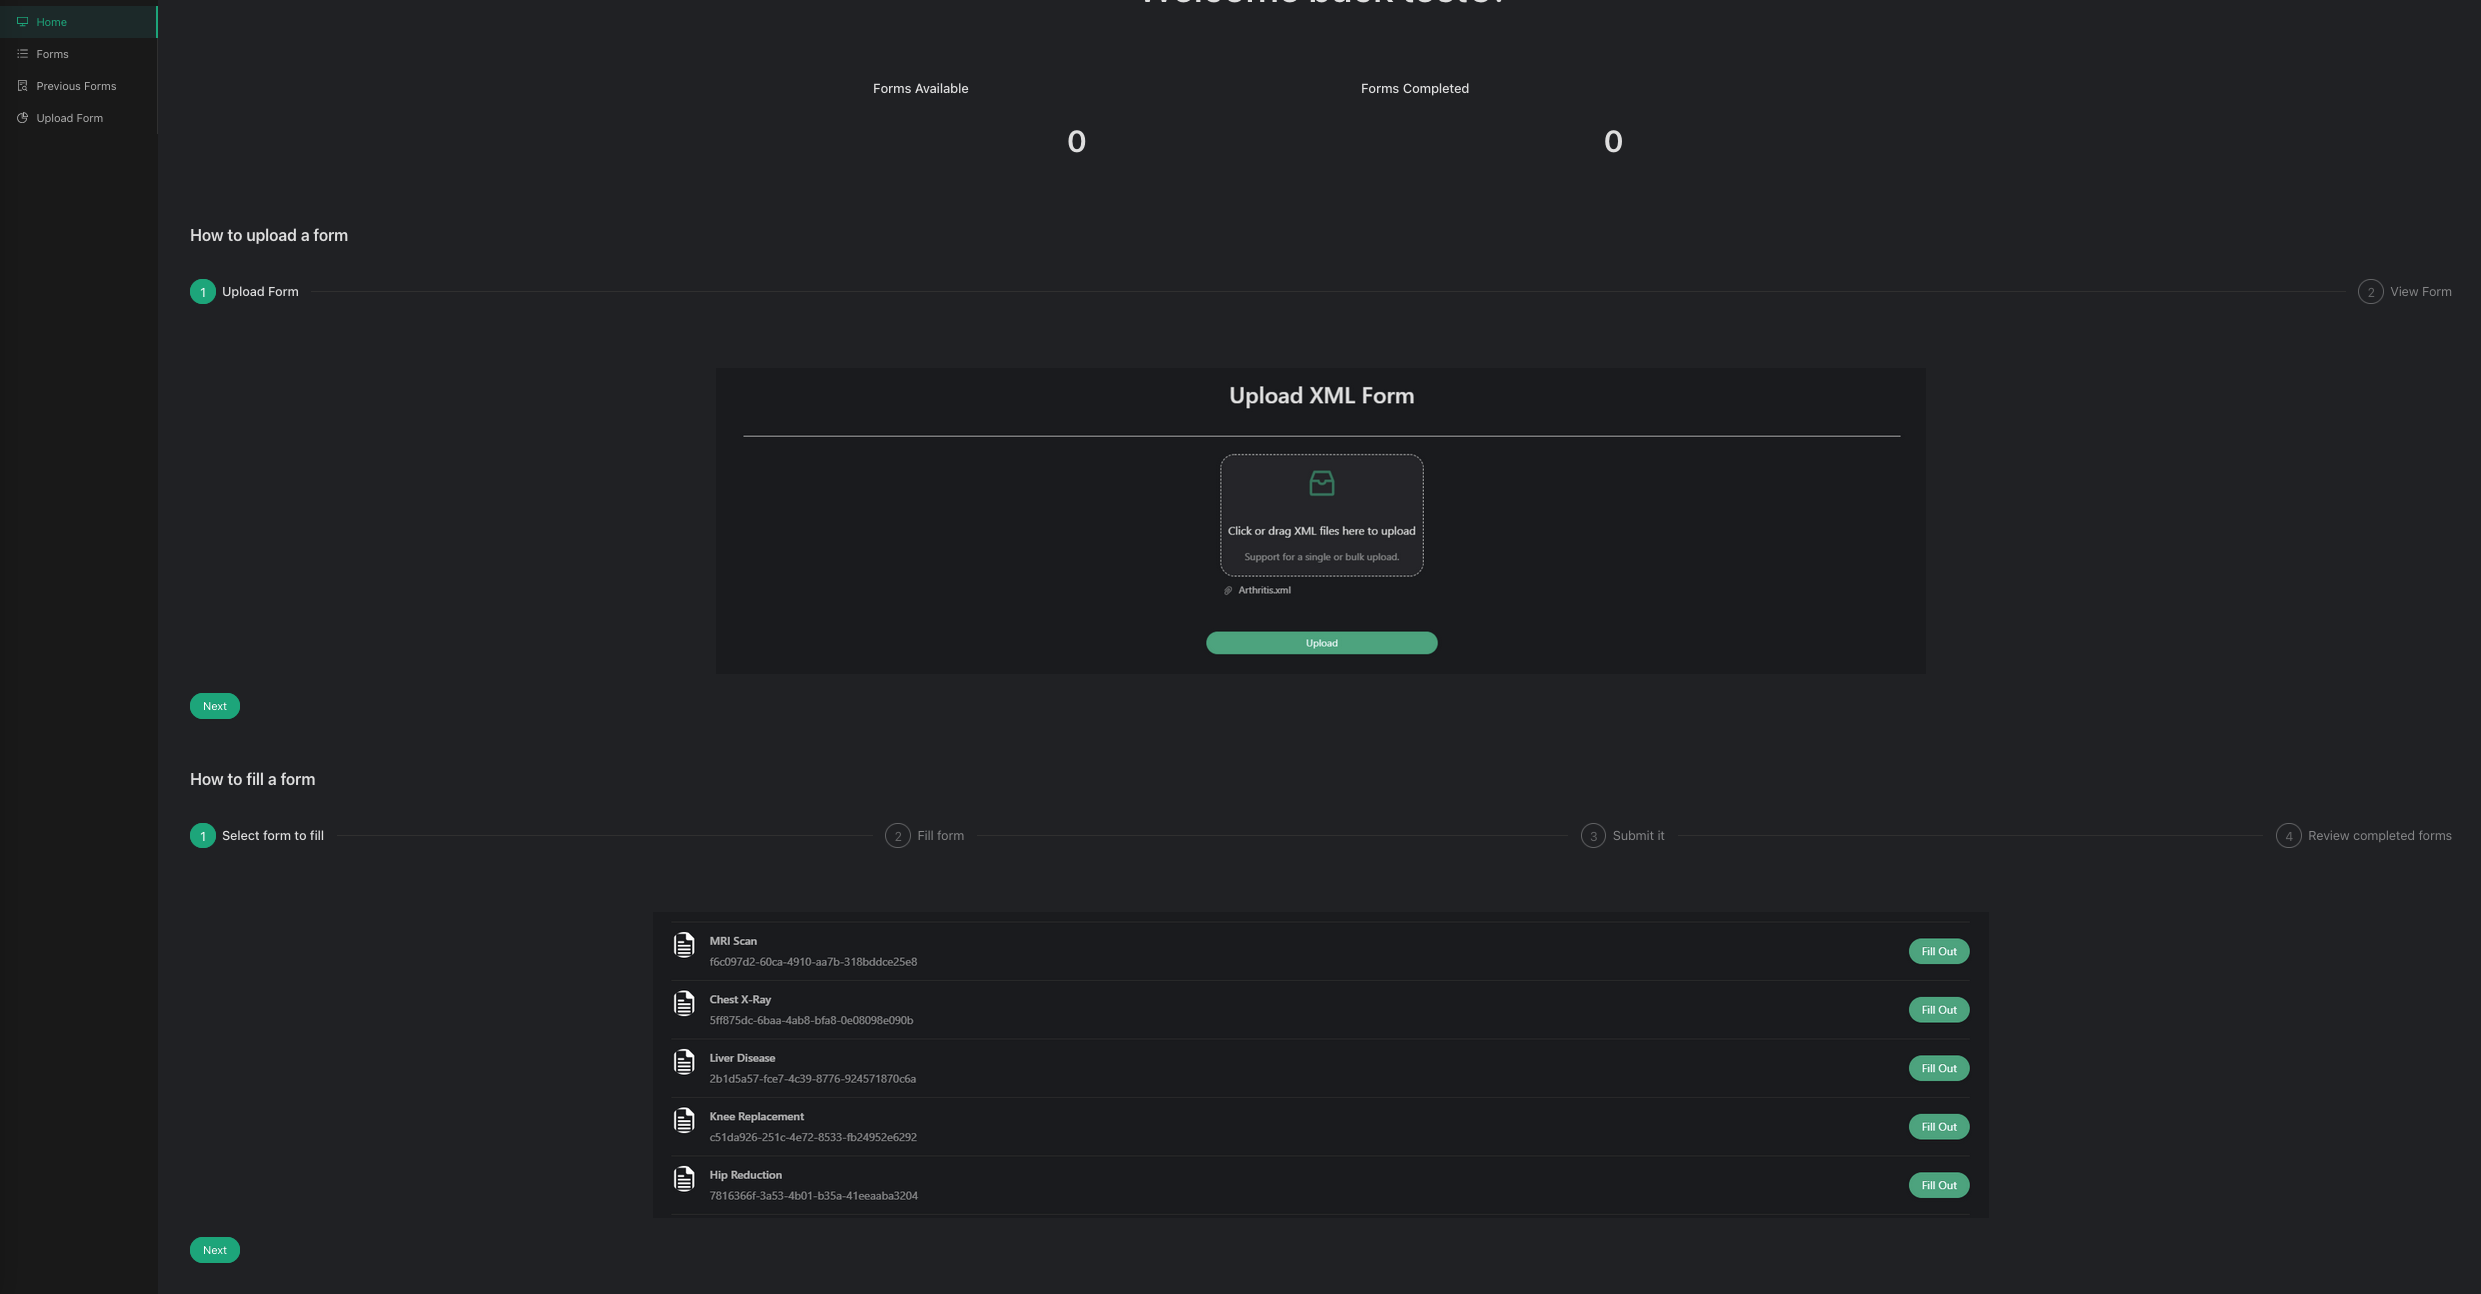 Home
Forms
Previous Forms
Upload Form
Welcome back
Forms Available
Forms Completed
0
0
How to upload a form
1 Upload Form
2 View Form
Upload XML Form
Click or drag XML files here to upload
Support for a single or bulk upload.
Arthritis.xml
Upload
Next
How to fill a form
1 Select form to fill
2 Fill form
3 Submit it
4 Review completed forms
MRI Scan
f6c097d2-60ca-4910-aa7b-318bddce25e8
Fill Out
Chest X-Ray
5ff875dc-6baa-4ab8-bfa8-0e08098e090b
Fill Out
Liver Disease
2b1d5a57-fce7-4c39-8776-924571870c6a
Fill Out
Knee Replacement
c51da926-251c-4e72-8533-fb24952e6292
Fill Out
Hip Reduction
7816366f-3a53-4b01-b35a-41eeaaba3204
Fill Out
Next